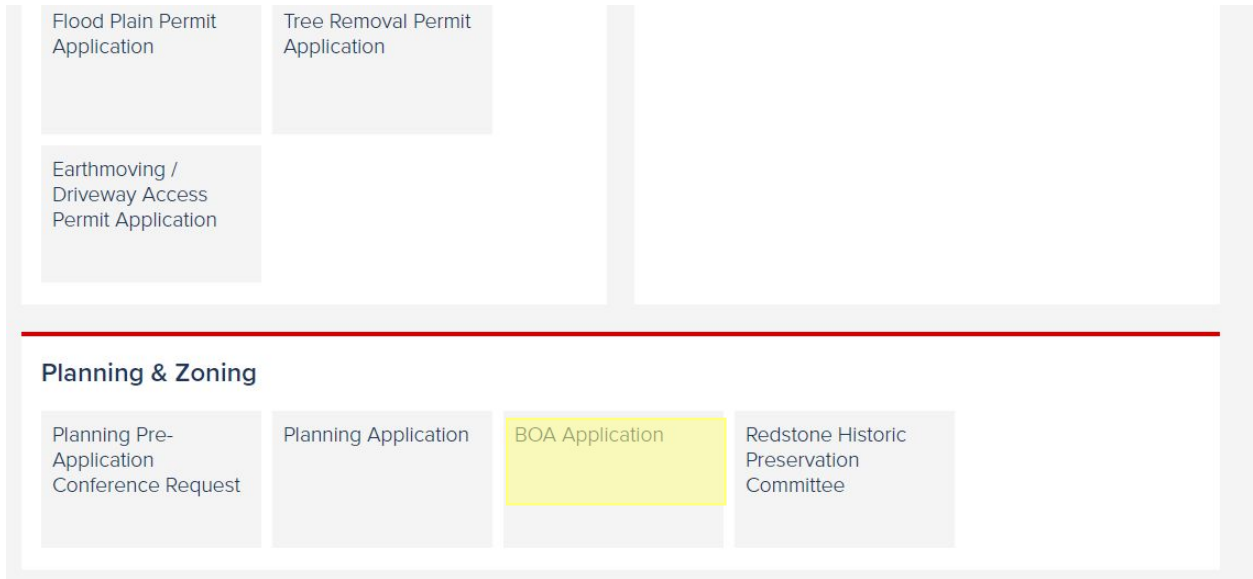 Flood Plain Permit
Application
Tree Removal Permit
Application
Earthmoving /
Driveway Access
Permit Application
Planning & Zoning
Planning Pre-
Application
Conference Request
Planning Application
BOA Application
Redstone Historic
Preservation
Committee